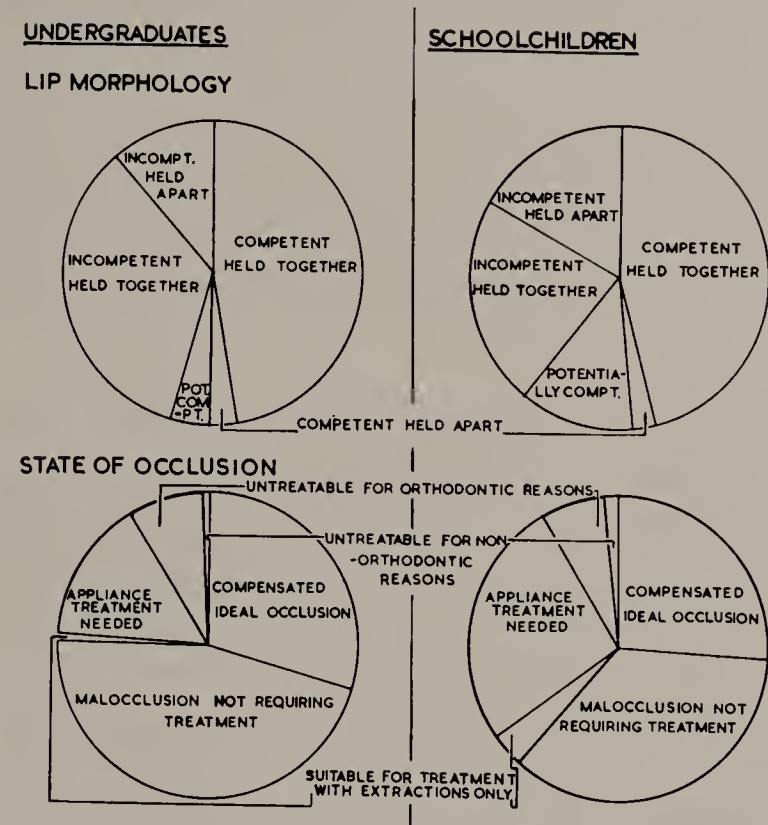 UNDERGRADUATES
SCHOOLCHILDREN
LIP MORPHOLOGY
INCOMPT.
HELD
APART
COMPETENT
HELD TOGETHER
INCOMPETENT
HELD TOGETHER
POT.
COM
-PT.
INCOMPETENT
HELD APART
COMPETENT
HELD TOGETHER
INCOMPETENT
HELD TOGETHER
POTENTIA-
LLY COMPT.
COMPETENT HELD APART
STATE OF OCCLUSION
UNTREATABLE FOR ORTHODONTIC REASONS
UNTREATABLE FOR NON
-ORTHODONTIC
REASONS
APPLIANCE
TREATMENT
NEEDED
COMPENSATED
IDEAL OCCLUSION
MALOCCLUSION NOT REQUIRING
TREATMENT
APPLIANCE
TREATMENT
NEEDED
COMPENSATED
IDEAL OCCLUSION
MALOCCLUSION NOT
REQUIRING TREATMENT
SUITABLE FOR TREATMENT
WITH EXTRACTIONS ONLY